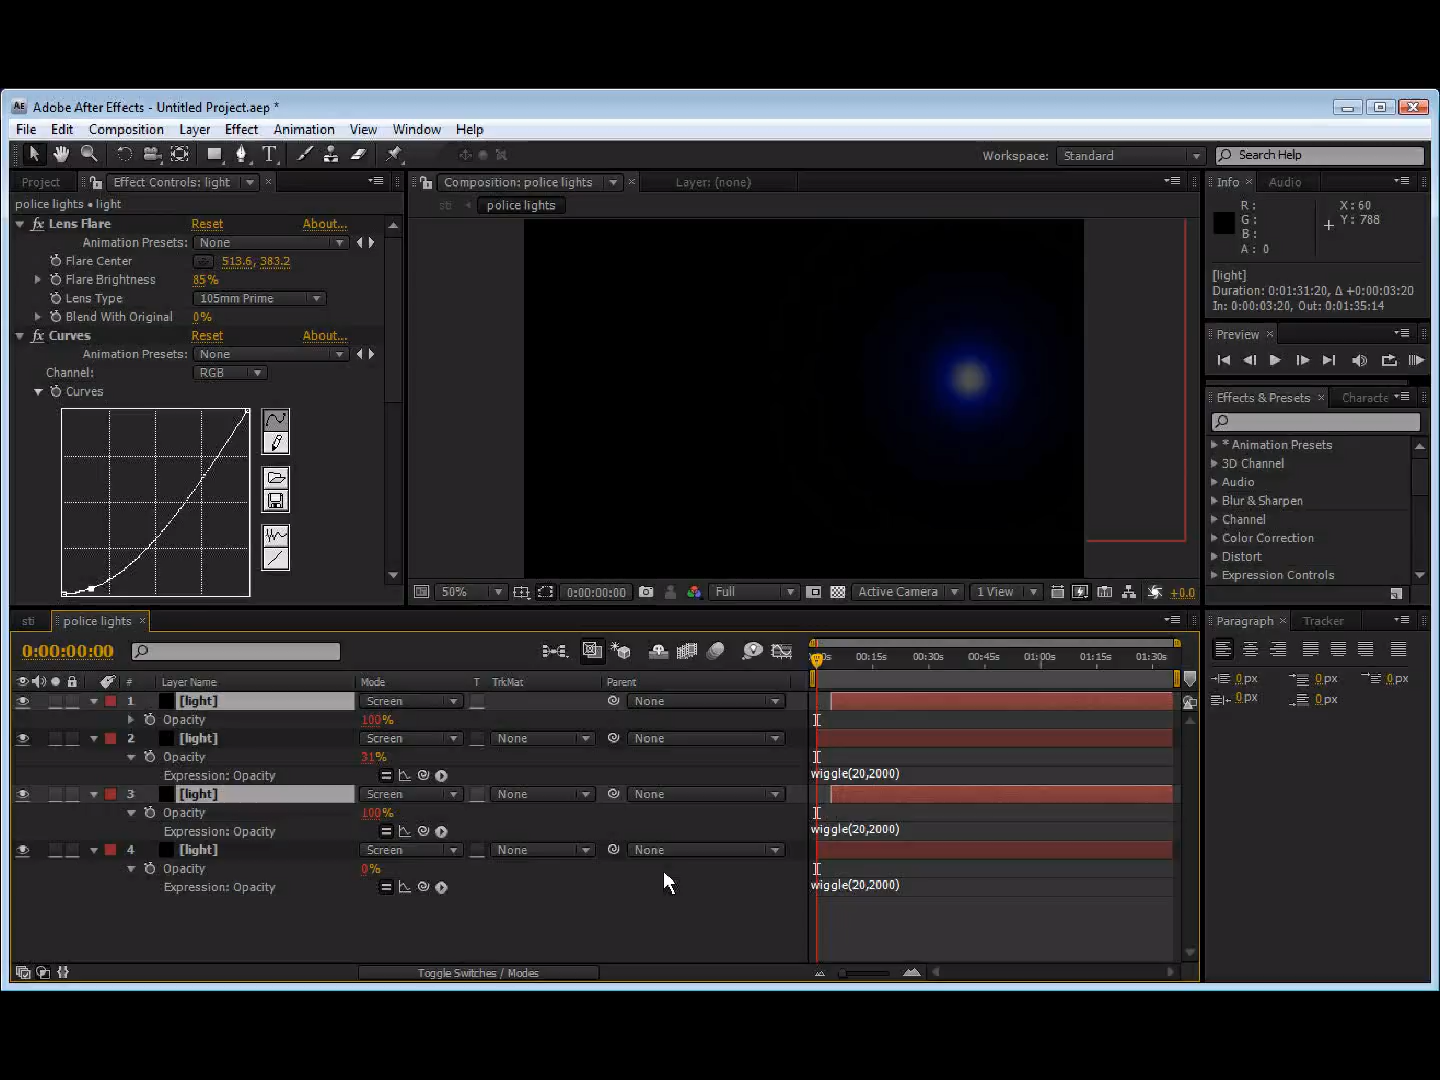 AE Adobe After Effects - Untitled Project.aep *
File Edit Composition Layer Effect Animation View Window Help
T Workspace: Standard Search Help
Project Effect Controls: light Composition: police lights Layer: (none) Info Audio
police lights • light sti police lights
fx Lens Flare Reset About...
Animation Presets: None
Flare Center 513.6, 383.2
Flare Brightness 85%
Lens Type 105mm Prime
Blend With Original 0%
fx Curves Reset About...
Animation Presets: None
Channel: RGB
Curves
R :
G :
B :
A : 0
X : 60
Y : 788
[light]
Duration: 0:01:31:20, Δ +0:00:03:20
In: 0:00:03:20, Out: 0:01:35:14
Preview
Effects & Presets Characte
* Animation Presets
3D Channel
Audio
Blur & Sharpen
Channel
Color Correction
Distort
Expression Controls
50% 0:00:00:00 Full Active Camera 1 View +0.0
sti police lights
Paragraph Tracker
0:00:00:00
00:15s 00:30s 00:45s 01:00s 01:15s 01:30s
0 px 0 px 0 px
0 px 0 px
# Layer Name Mode T TrkMat Parent
1 [light] Screen None
Opacity 100%
2 [light] Screen None None
Opacity 31%
Expression: Opacity wiggle(20,2000)
3 [light] Screen None None
Opacity 100%
Expression: Opacity wiggle(20,2000)
4 [light] Screen None None
Opacity 0%
Expression: Opacity wiggle(20,2000)
Toggle Switches / Modes